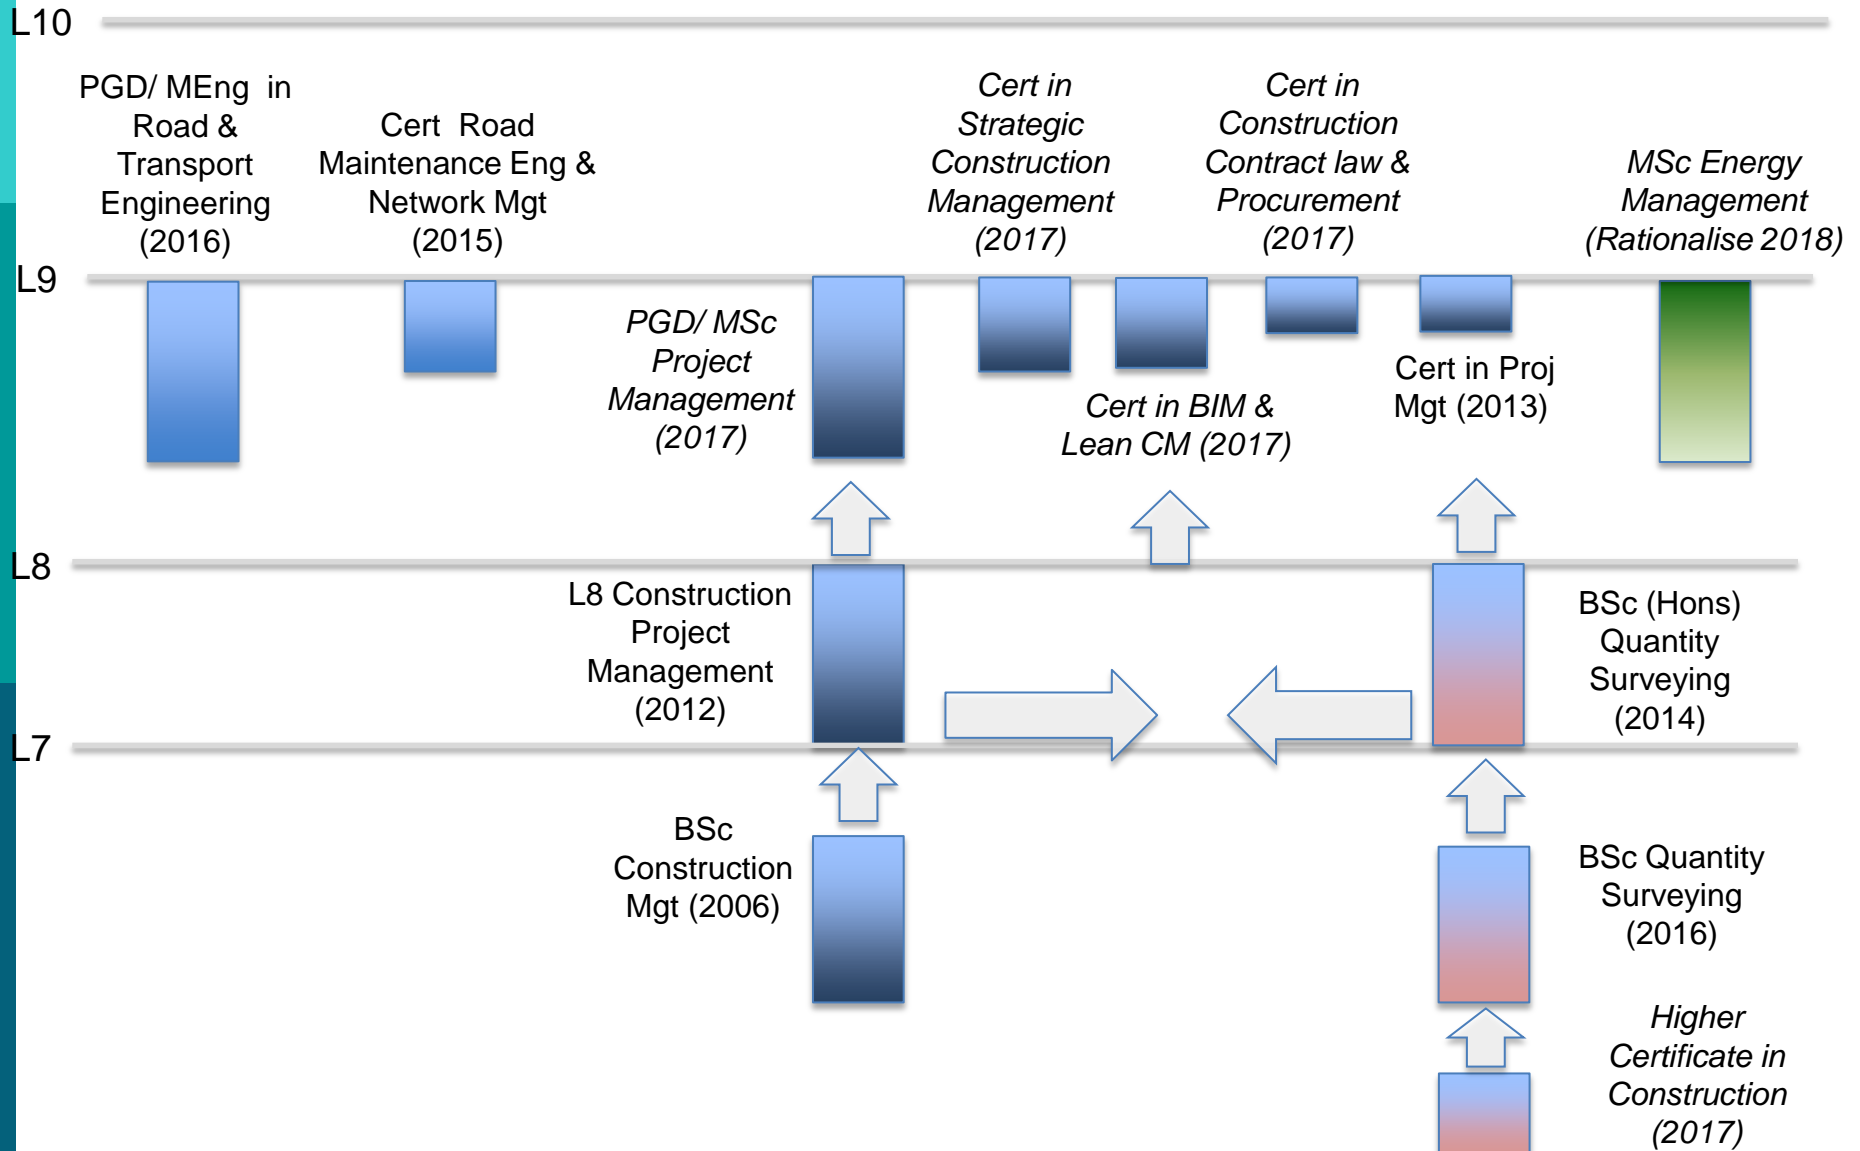 L10
PGD/ MEng in
Road &
Transport
Engineering
(2016)
Cert Road
Maintenance Eng &
Network Mgt
(2015)
Cert in
Strategic
Construction
Management
(2017)
Cert in
Construction
Contract law &
Procurement
(2017)
MSc Energy
Management
(Rationalise 2018)
L9
PGD/ MSc
Project
Management
(2017)
Cert in BIM &
Lean CM (2017)
Cert in Proj
Mgt (2013)
L8
L8 Construction
Project
Management
(2012)
BSc (Hons)
Quantity
Surveying
(2014)
L7
BSc
Construction
Mgt (2006)
BSc Quantity
Surveying
(2016)
Higher
Certificate in
Construction
(2017)